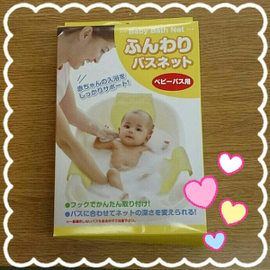 Baby Bath Net
ふんわり
バスネット
ベビーバス用
赤ちゃんの入浴を
しっかりサポート!
●フックでかんたん取り付け!
●バスに合わせてネットの深さを変えられる!